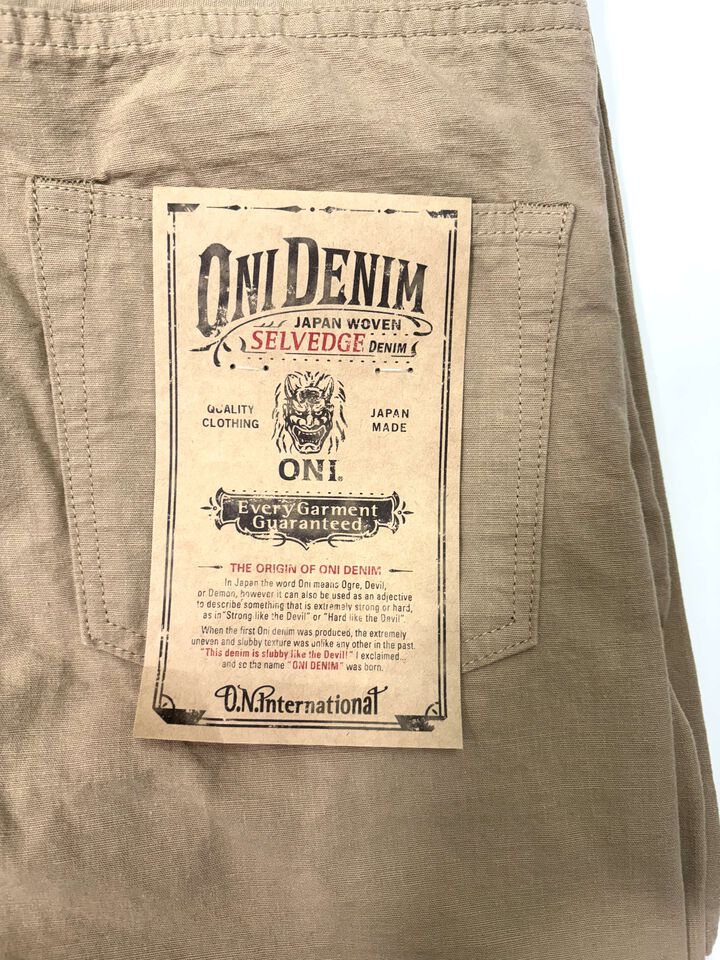 ONI DENIM
JAPAN WOVEN
SELVEDGE DENIM
QUALITY CLOTHING
JAPAN MADE
ONI®
Every Garment
Guaranteed
THE ORIGIN OF ONI DENIM
In Japan the word Oni means Ogre, Devil,
or Demon, however it can also be used as an adjective
to describe something that is extremely strong or hard,
as in "Strong like the Devil" or "Hard like the Devil".
When the first Oni denim was produced, the extremely
uneven and slubby texture was unlike any other in the past.
"This denim is slubby like the Devil!" I exclaimed...
and so the name "ONI DENIM" was born.
O.N.International